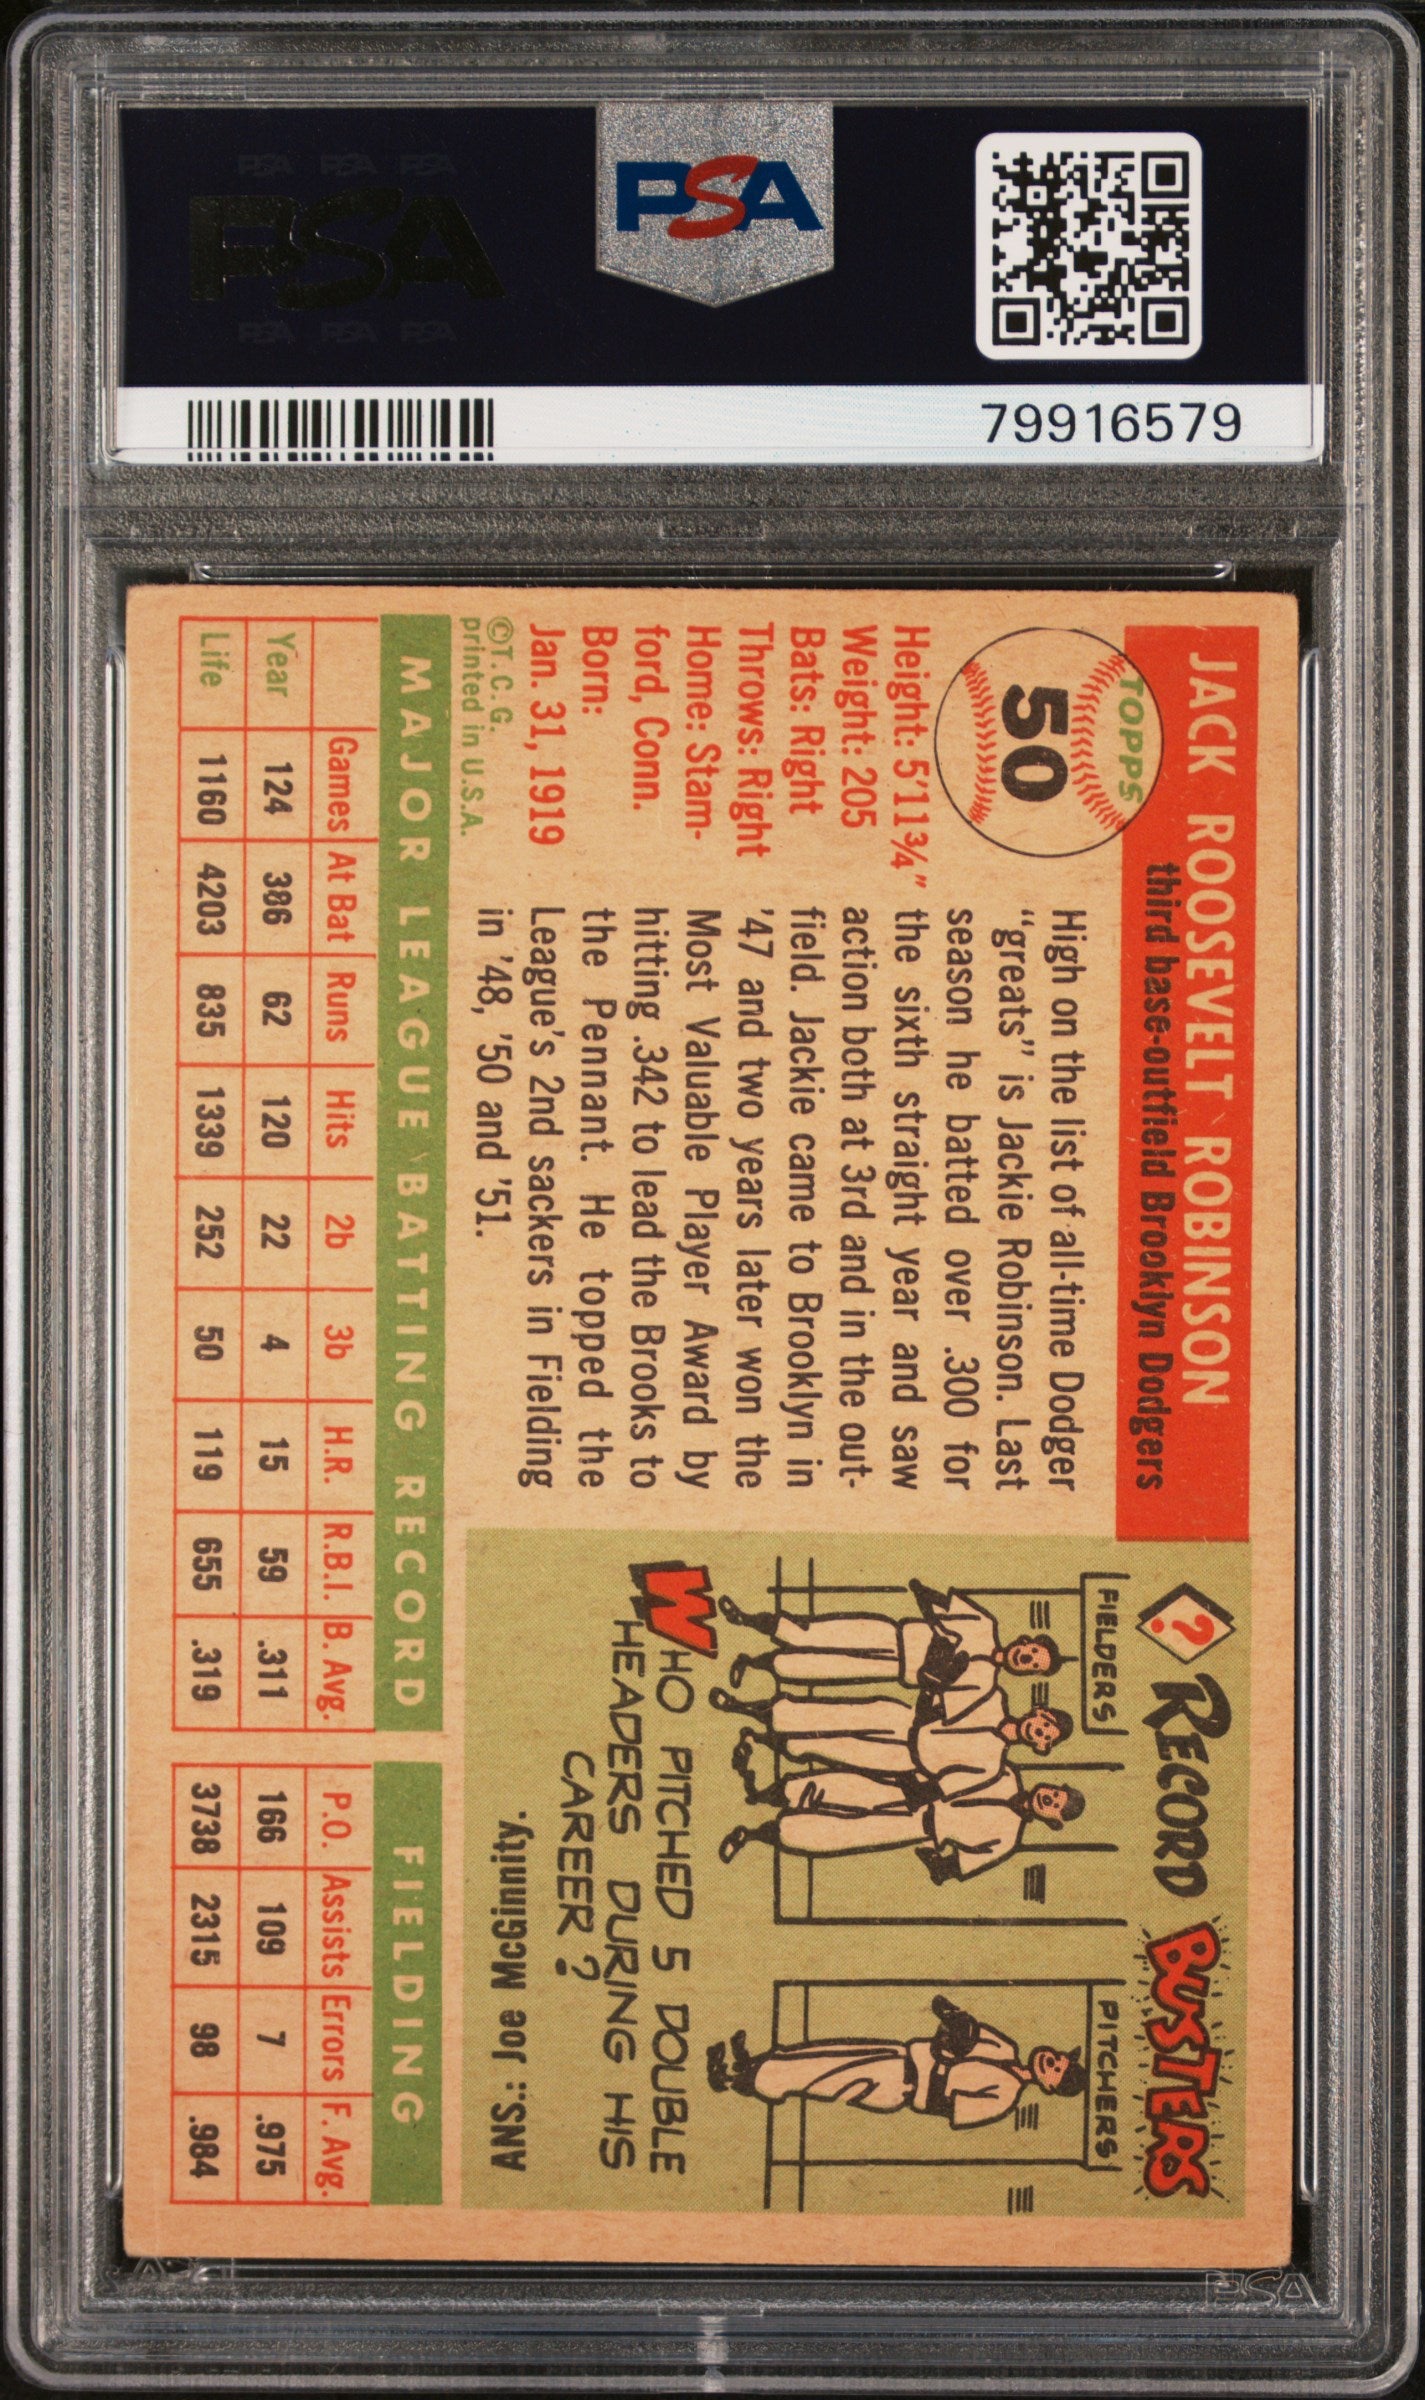 PSA PSA PSA
PSA
PSA PSA PSA
PSA
79916579
JACK ROOSEVELT ROBINSON
third base-outfield Brooklyn Dodgers
TOPPS
50
Height: 5'11¾"
Weight: 205
Bats: Right
Throws: Right
Home: Stam-
ford, Conn.
Born:
Jan. 31, 1919
©T. C. G.
printed in U.S.A.
High on the list of all-time Dodger
“greats” is Jackie Robinson. Last
season he batted over .300 for
the sixth straight year and saw
action both at 3rd and in the out-
field. Jackie came to Brooklyn in
'47 and two years later won the
Most Valuable Player Award by
hitting .342 to lead the Brooks to
the Pennant. He topped the
League's 2nd sackers in Fielding
in '48, '50 and '51.
? RECORD BUSTERS
FIELDERS
PITCHERS
WHO PITCHED 5 DOUBLE
HEADERS DURING HIS
CAREER?
ANS.: Joe McGinnity.
MAJOR LEAGUE BATTING RECORD
FIELDING
Games At Bat Runs Hits 2b 3b H.R. R.B.I. B. Avg. P.O. Assists Errors F. Avg.
Year 124 386 62 120 22 4 15 59 .311 166 109 7 .975
Life 1160 4203 835 1339 252 50 119 655 .319 3738 2315 98 .984
PSA